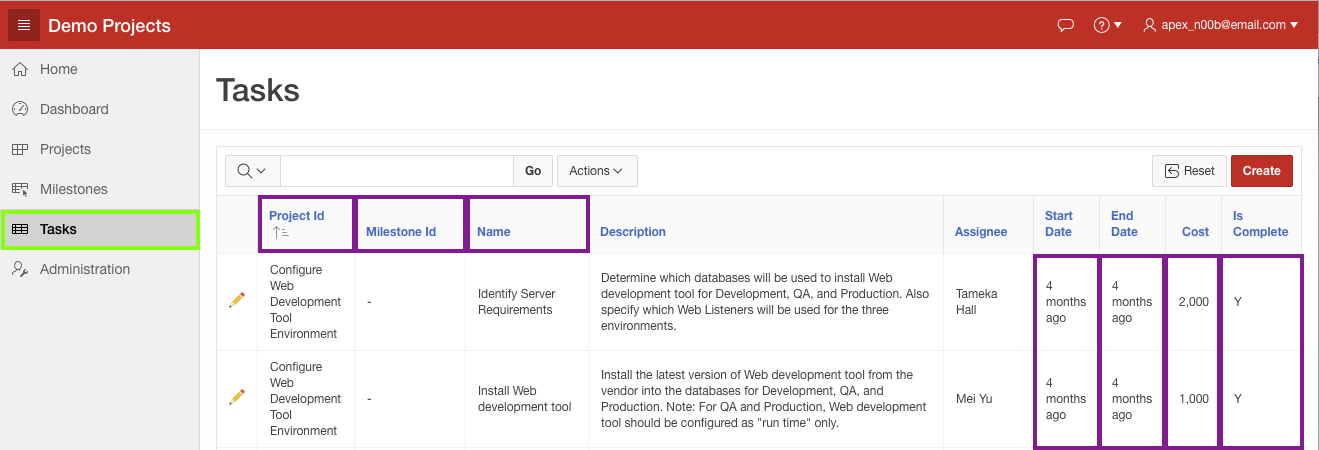 Demo Projects
apex_n00b@email.com
Home
Dashboard
Projects
Milestones
Tasks
Administration
Tasks
Go
Actions
Reset
Create
Project Id
Milestone Id
Name
Description
Assignee
Start
Date
End
Date
Cost
Is
Complete
Configure
Web
Development
Tool
Environment
-
Identify Server
Requirements
Determine which databases will be used to install Web
development tool for Development, QA, and Production. Also
specify which Web Listeners will be used for the three
environments.
Tameka
Hall
4
months
ago
4
months
ago
2,000
Y
Configure
Web
Development
Tool
Environment
-
Install Web
development tool
Install the latest version of Web development tool from the
vendor into the databases for Development, QA, and
Production. Note: For QA and Production, Web development
tool should be configured as "run time" only.
Mei Yu
4
months
ago
4
months
ago
1,000
Y